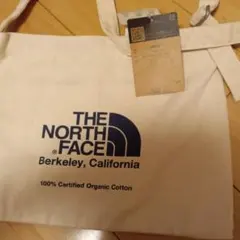 THE
NORTH
FACE
Berkeley, California
100% Certified Organic Cotton